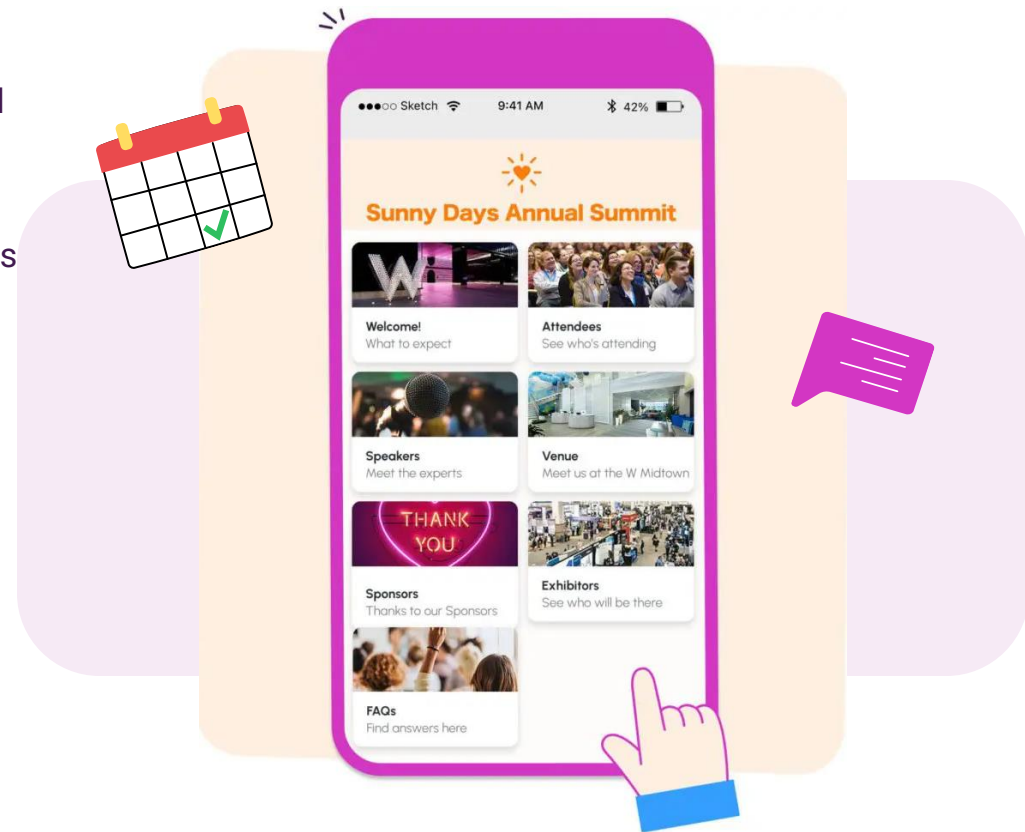 Sketch 9:41 AM 42%
Sunny Days Annual Summit
W
Welcome!
What to expect
Attendees
See who's attending
Speakers
Meet the experts
Venue
Meet us at the W Midtown
THANK
YOU
Sponsors
Thanks to our Sponsors
Exhibitors
See who will be there
FAQs
Find answers here
s